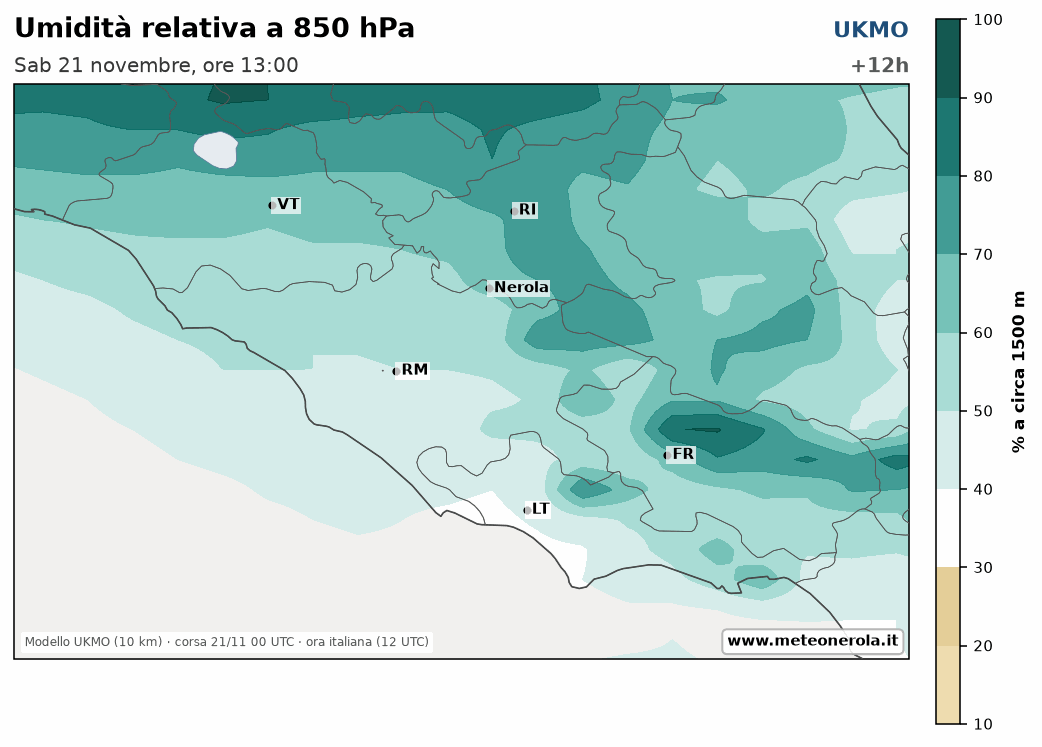 Umidità relativa a 850 hPa
UKMO
Sab 21 novembre, ore 13:00
+12h
VT
RI
Nerola
RM
FR
LT
Modello UKMO (10 km) · corsa 21/11 00 UTC · ora italiana (12 UTC)
www.meteonerola.it
100
90
80
70
60
50
40
30
20
10
% a circa 1500 m